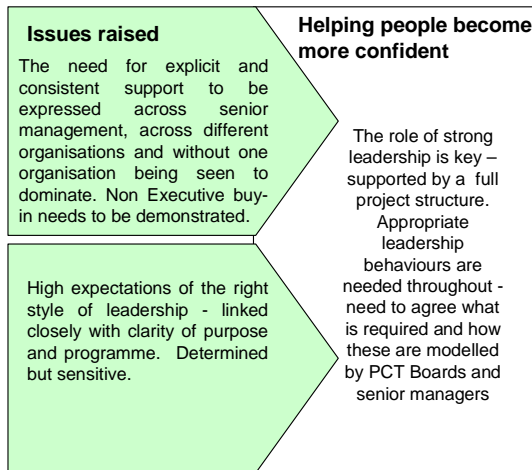 Issues raised
The need for explicit and
consistent support to be
expressed across senior
management, across different
organisations and without one
organisation being seen to
dominate. Non Executive buy-
in needs to be demonstrated.
High expectations of the right
style of leadership - linked
closely with clarity of purpose
and programme. Determined
but sensitive.
Helping people become
more confident
The role of strong
leadership is key –
supported by a full
project structure.
Appropriate
leadership
behaviours are
needed throughout -
need to agree what
is required and how
these are modelled
by PCT Boards and
senior managers